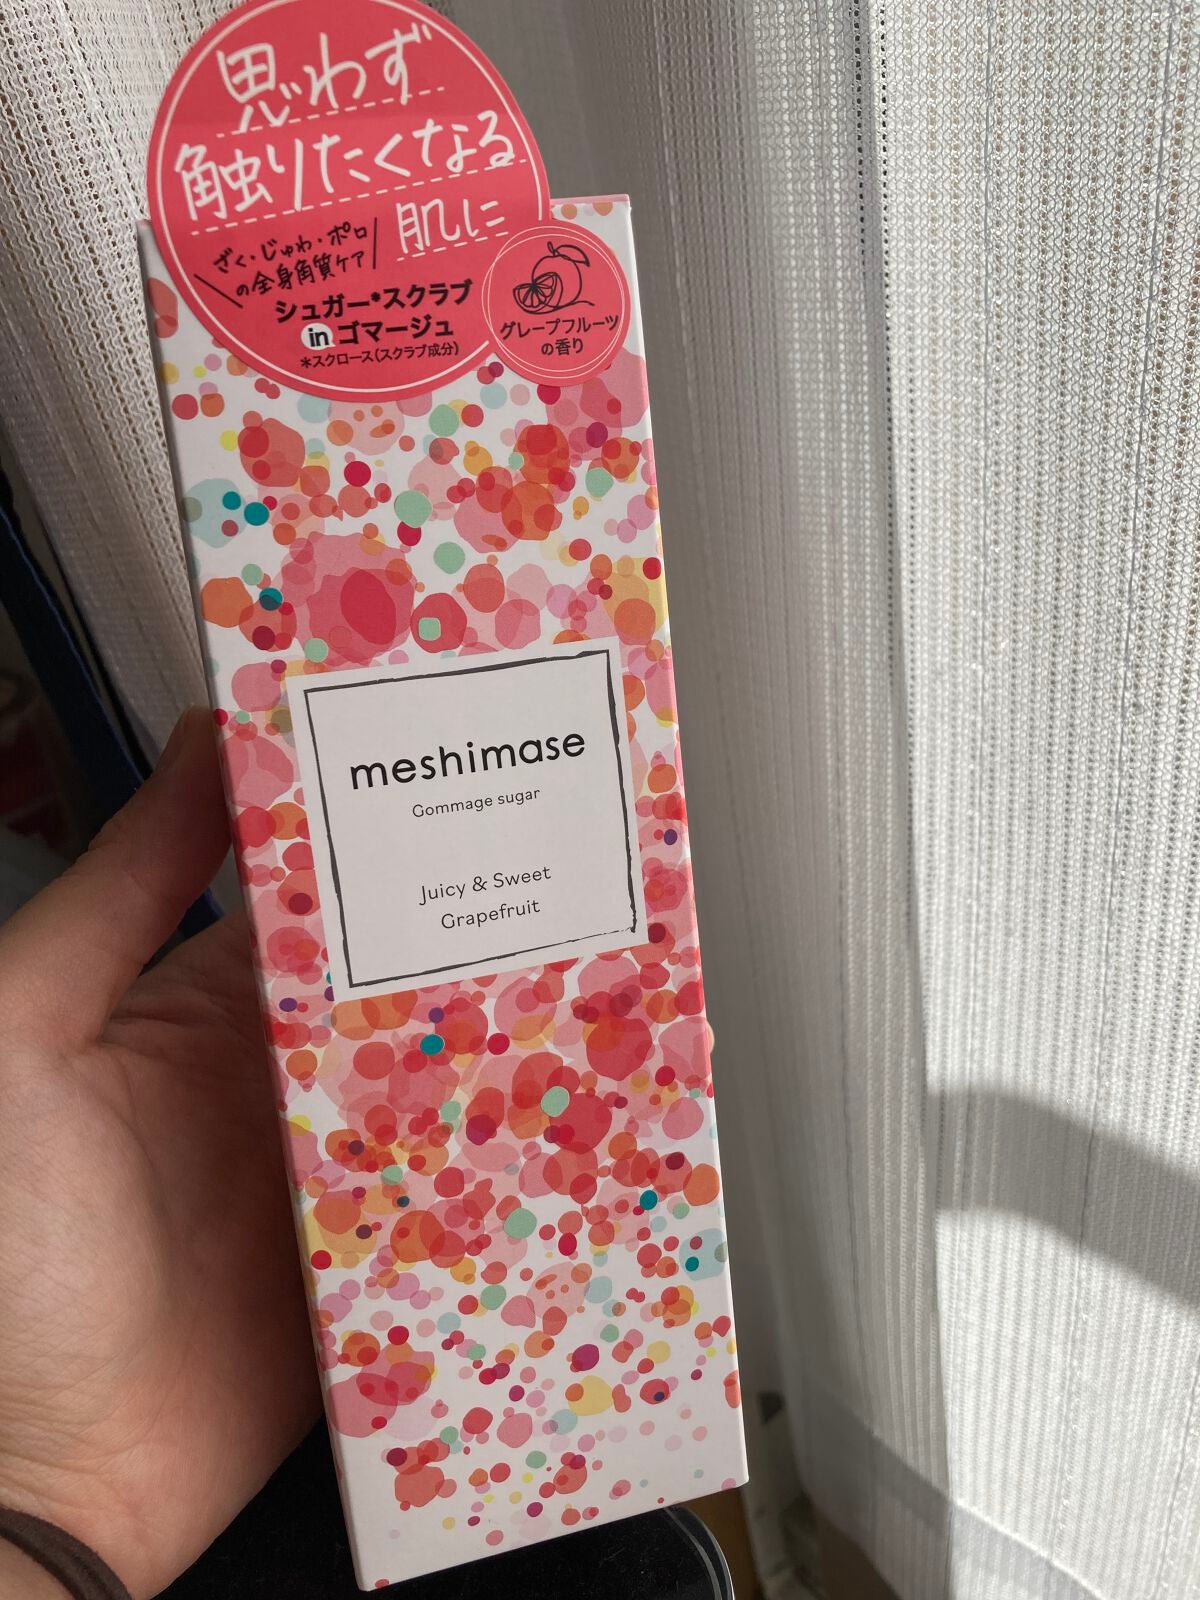 思わず
触りたくなる
肌に
ざく・じゅわ・ポロ
の全身角質ケア
シュガー*スクラブ
in ゴマージュ
*スクロース(スクラブ成分)
グレープフルーツ
の香り
meshimase
Gommage sugar
Juicy & Sweet
Grapefruit